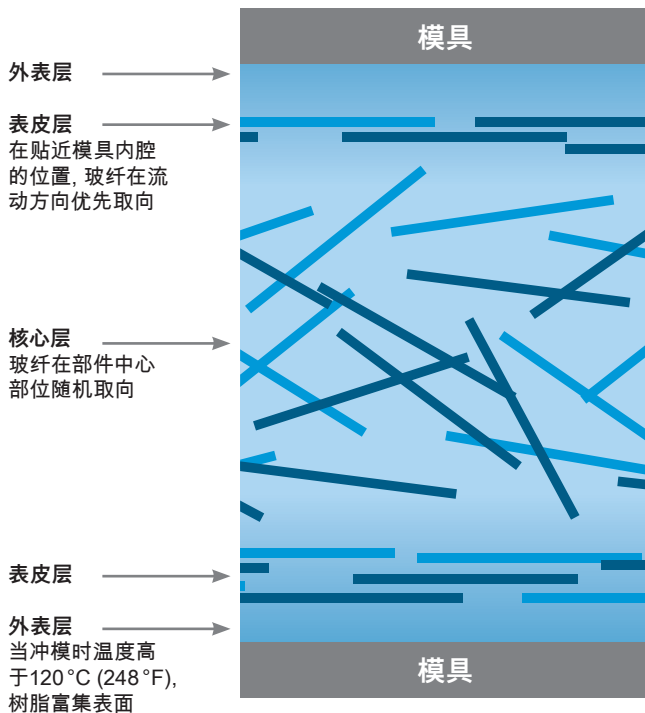 模具
外表层
表皮层
在贴近模具内腔
的位置, 玻纤在流
动方向优先取向
核心层
玻纤在部件中心
部位随机取向
表皮层
外表层
当冲模时温度高
于120°C (248°F),
树脂富集表面
模具